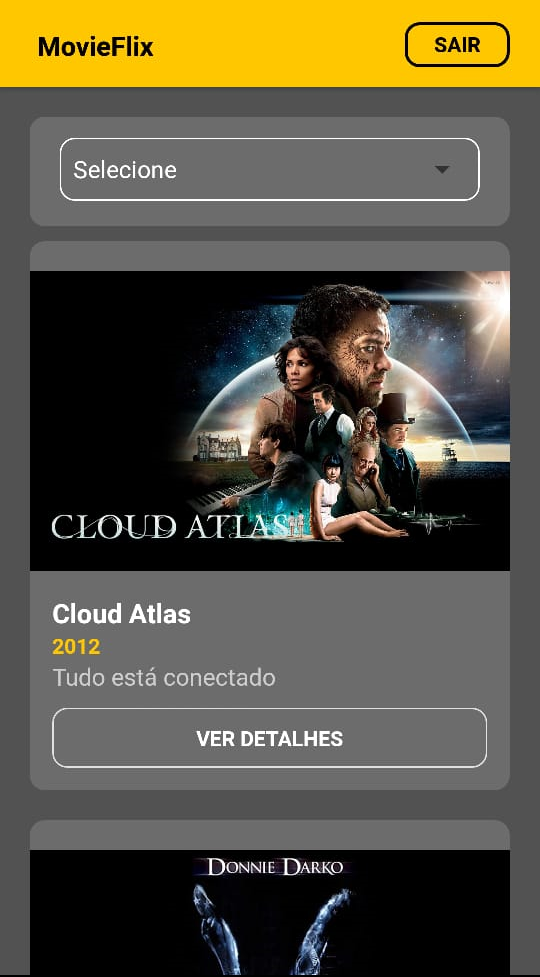 MovieFlix
SAIR
Selecione
CLOUD ATLAS
Cloud Atlas
2012
Tudo está conectado
VER DETALHES
DONNIE DARKO